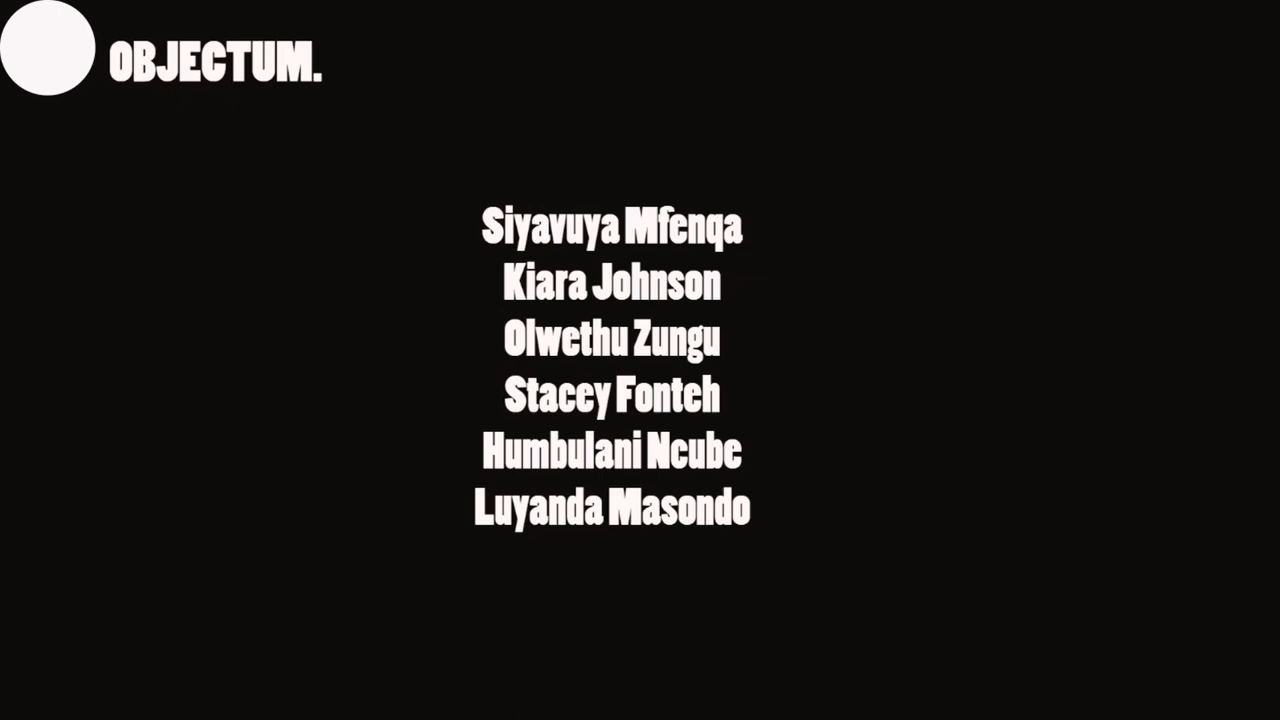 OBJECTUM.
Siyavuya Mfenqa
Kiara Johnson
Olwethu Zungu
Stacey Fonteh
Humbulani Ncube
Luyanda Masondo